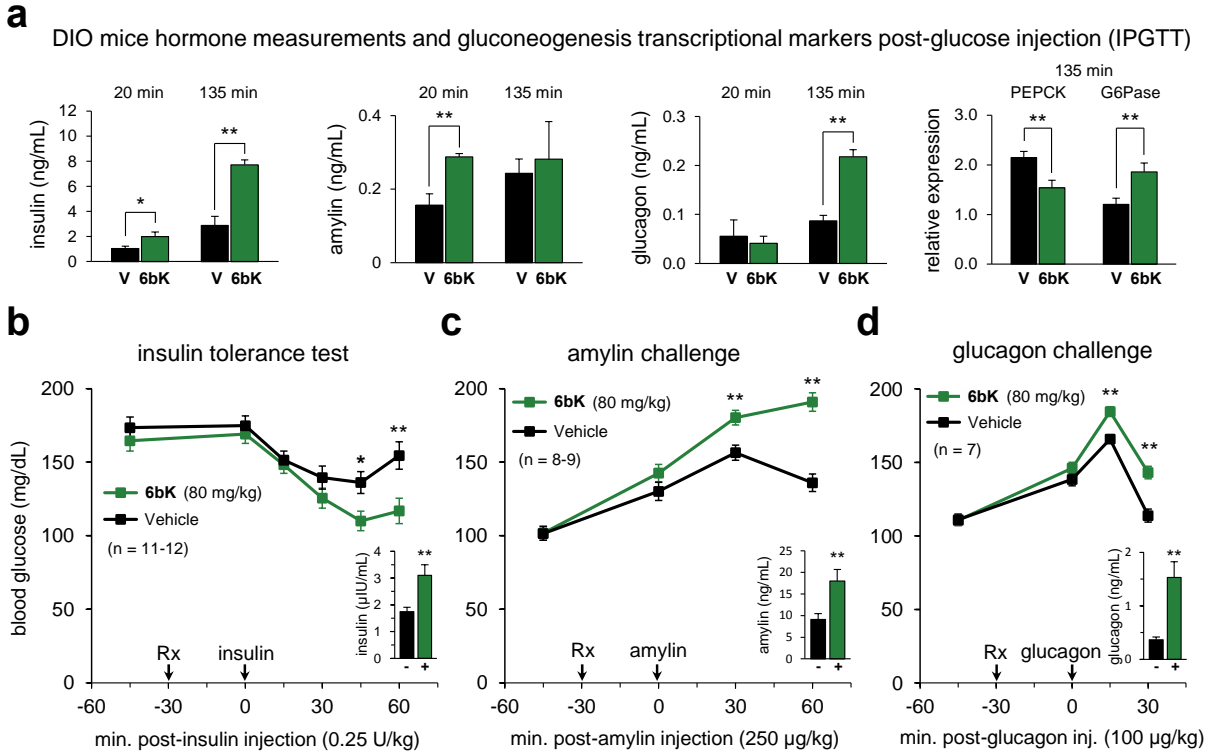 a
DIO mice hormone measurements and gluconeogenesis transcriptional markers post-glucose injection (IPGTT)
20 min 135 min
insulin (ng/mL)
12
10
8
6
4
2
0
*
**
V 6bK V 6bK
20 min 135 min
amylin (ng/mL)
0.4
0.2
0
**
V 6bK V 6bK
20 min 135 min
glucagon (ng/mL)
0.3
0.2
0.1
0.0
**
V 6bK V 6bK
135 min
PEPCK G6Pase
relative expression
3.0
2.0
1.0
0.0
** **
V 6bK V 6bK
b
insulin tolerance test
blood glucose (mg/dL)
200
150
100
50
0
*
**
6bK (80 mg/kg)
Vehicle
(n = 11-12)
Rx insulin
insulin (µIU/mL)
4
3
2
1
0
**
- +
-60 -30 0 30 60
min. post-insulin injection (0.25 U/kg)
c
amylin challenge
200
150
100
50
0
6bK (80 mg/kg)
Vehicle
(n = 8-9)
**
**
Rx amylin
amylin (ng/mL)
25
20
15
10
5
0
**
- +
-60 -30 0 30 60
min. post-amylin injection (250 µg/kg)
d
glucagon challenge
200
150
100
50
0
6bK (80 mg/kg)
Vehicle
(n = 7)
**
**
Rx glucagon
glucagon (ng/mL)
2
1
0
**
- +
-60 -30 0 30
min. post-glucagon inj. (100 µg/kg)